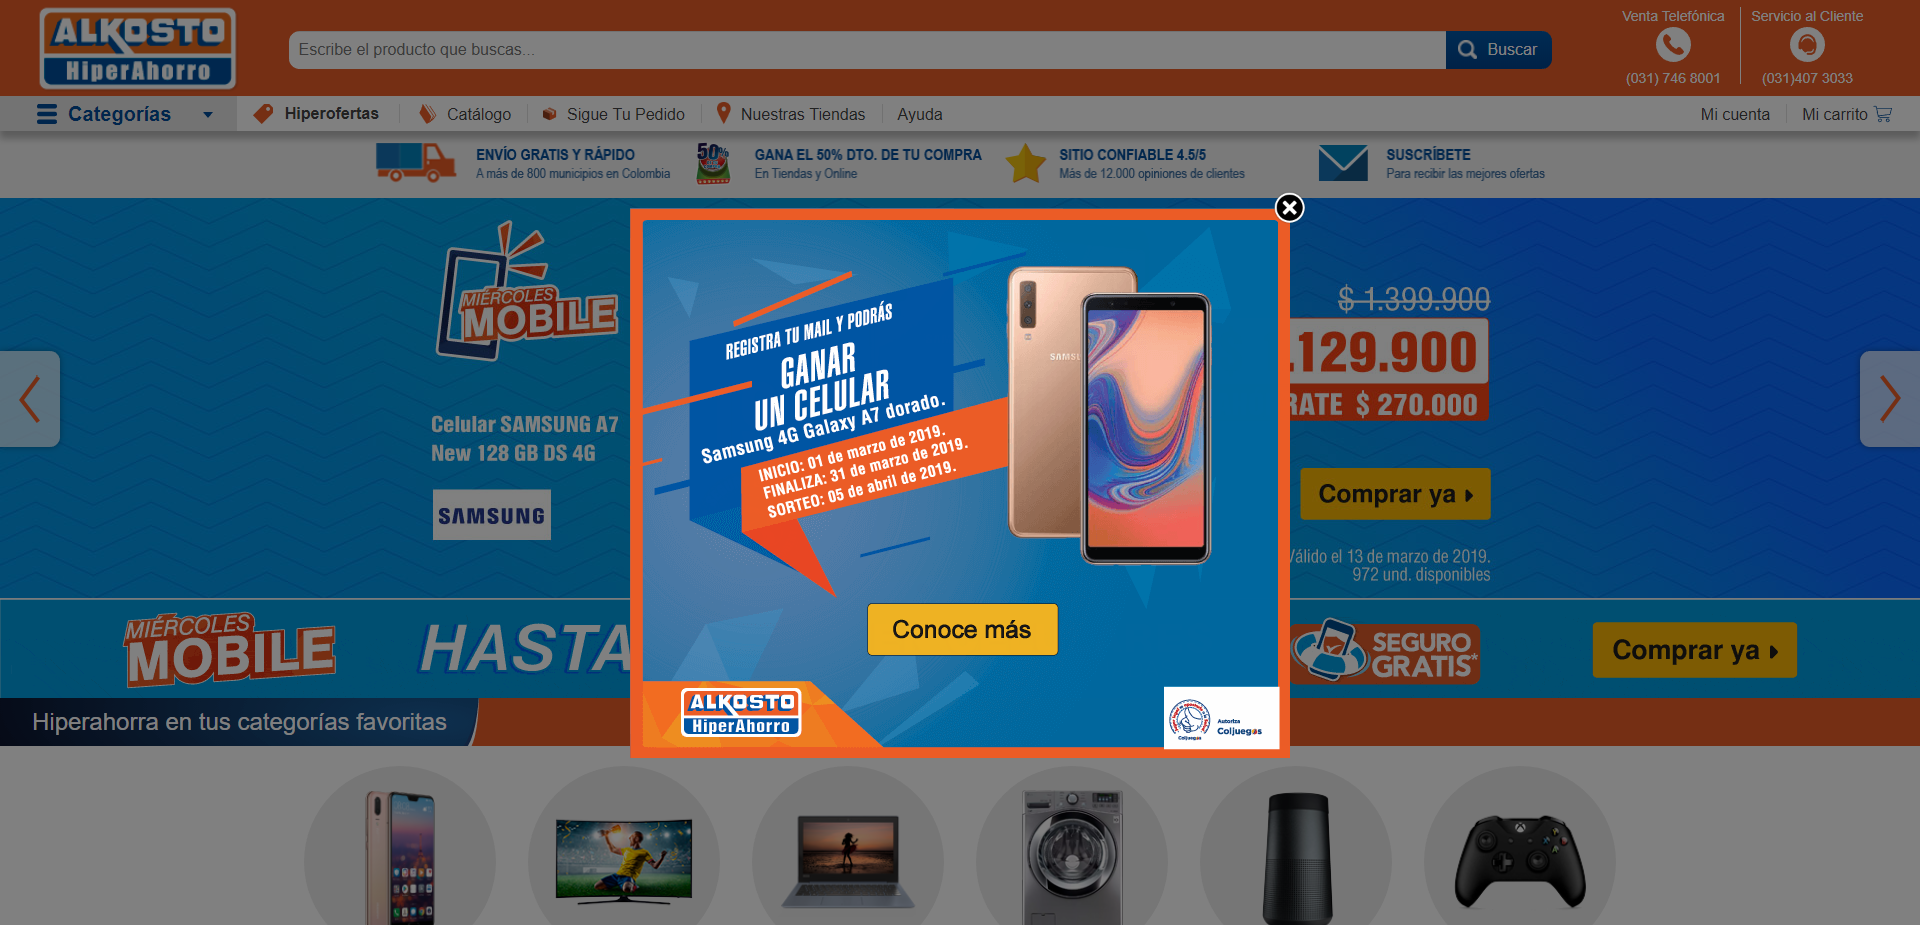 ALKOSTO
HiperAhorro
Escribe el producto que buscas...
Buscar
Venta Telefónica
(031) 746 8001
Servicio al Cliente
(031)407 3033
Categorías
Hiperofertas
Catálogo
Sigue Tu Pedido
Nuestras Tiendas
Ayuda
Mi cuenta
Mi carrito
ENVÍO GRATIS Y RÁPIDO
A más de 800 municipios en Colombia
50%
GANA EL 50% DTO. DE TU COMPRA
En Tiendas y Online
SITIO CONFIABLE 4.5/5
Más de 12.000 opiniones de clientes
SUSCRÍBETE
Para recibir las mejores ofertas
MIÉRCOLES
MOBILE
Celular SAMSUNG A7
New 128 GB DS 4G
SAMSUNG
REGISTRA TU MAIL Y PODRÁS
GANAR
UN CELULAR
Samsung 4G Galaxy A7 dorado.
INICIO: 01 de marzo de 2019.
FINALIZA: 31 de marzo de 2019.
SORTEO: 05 de abril de 2019.
SAMSU
Conoce más
ALKOSTO
HiperAhorro
Coljuegos
Autoriza
Coljuegos
$ 1.399.900
.129.900
RATE $ 270.000
Comprar ya
Válido el 13 de marzo de 2019.
972 und. disponibles
MIÉRCOLES
MOBILE
HASTA
SEGURO
GRATIS*
Comprar ya
Hiperahorra en tus categorías favoritas